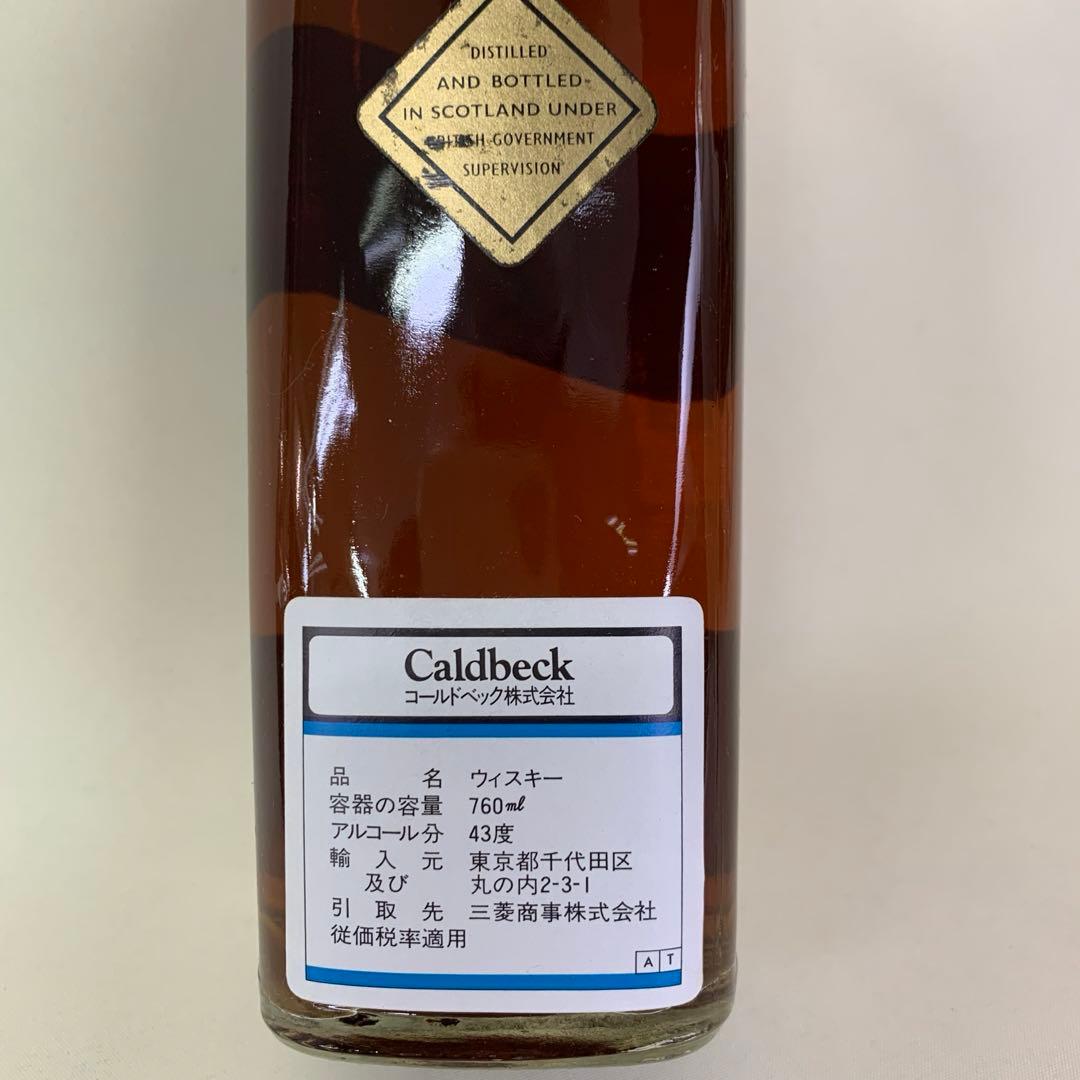 DISTILLED
AND BOTTLED
IN SCOTLAND UNDER
BRITISH GOVERNMENT
SUPERVISION
Caldbeck
コールドベック株式会社
品名 ウィスキー
容器の容量 760ml
アルコール分 43度
輸入元 東京都千代田区
及び 丸の内2-3-1
引取先 三菱商事株式会社
従価税率適用
A T